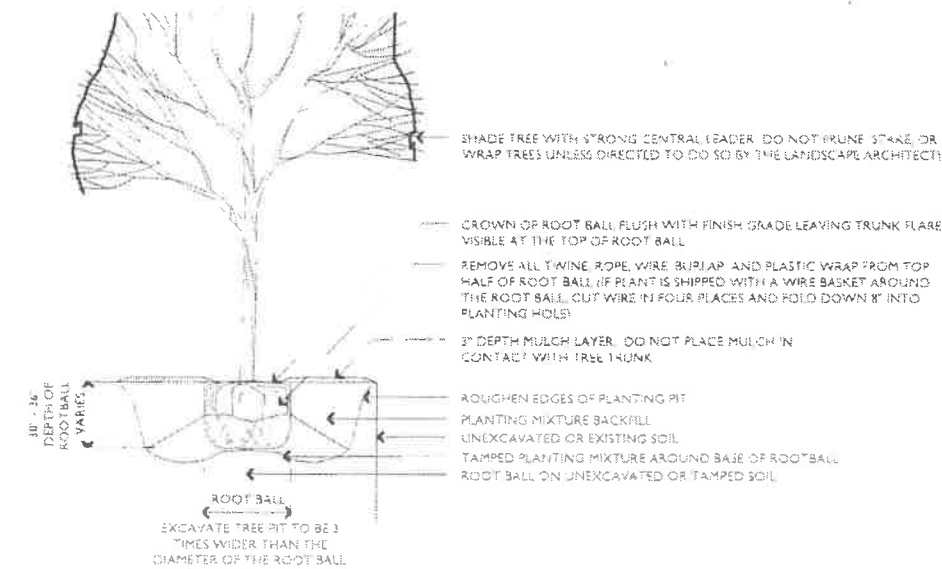 SHADE TREE WITH STRONG CENTRAL LEADER. DO NOT PRUNE, STAKE, OR
WRAP TREES UNLESS DIRECTED TO DO SO BY THE LANDSCAPE ARCHITECT
CROWN OF ROOT BALL FLUSH WITH FINISH GRADE LEAVING TRUNK FLARE
VISIBLE AT THE TOP OF ROOT BALL
REMOVE ALL TWINE, ROPE, WIRE, BURLAP, AND PLASTIC WRAP FROM TOP
HALF OF ROOT BALL (IF PLANT IS SHIPPED WITH A WIRE BASKET AROUND
THE ROOT BALL, CUT WIRE IN FOUR PLACES AND FOLD DOWN 8" INTO
PLANTING HOLE)
3" DEPTH MULCH LAYER. DO NOT PLACE MULCH IN
CONTACT WITH TREE TRUNK
ROUGHEN EDGES OF PLANTING PIT
PLANTING MIXTURE BACKFILL
UNEXCAVATED OR EXISTING SOIL
TAMPED PLANTING MIXTURE AROUND BASE OF ROOTBALL
ROOT BALL ON UNEXCAVATED OR TAMPED SOIL
30" - 36"
DEPTH OF
ROOTBALL
VARIES
ROOT BALL
EXCAVATE TREE PIT TO BE 3
TIMES WIDER THAN THE
DIAMETER OF THE ROOT BALL